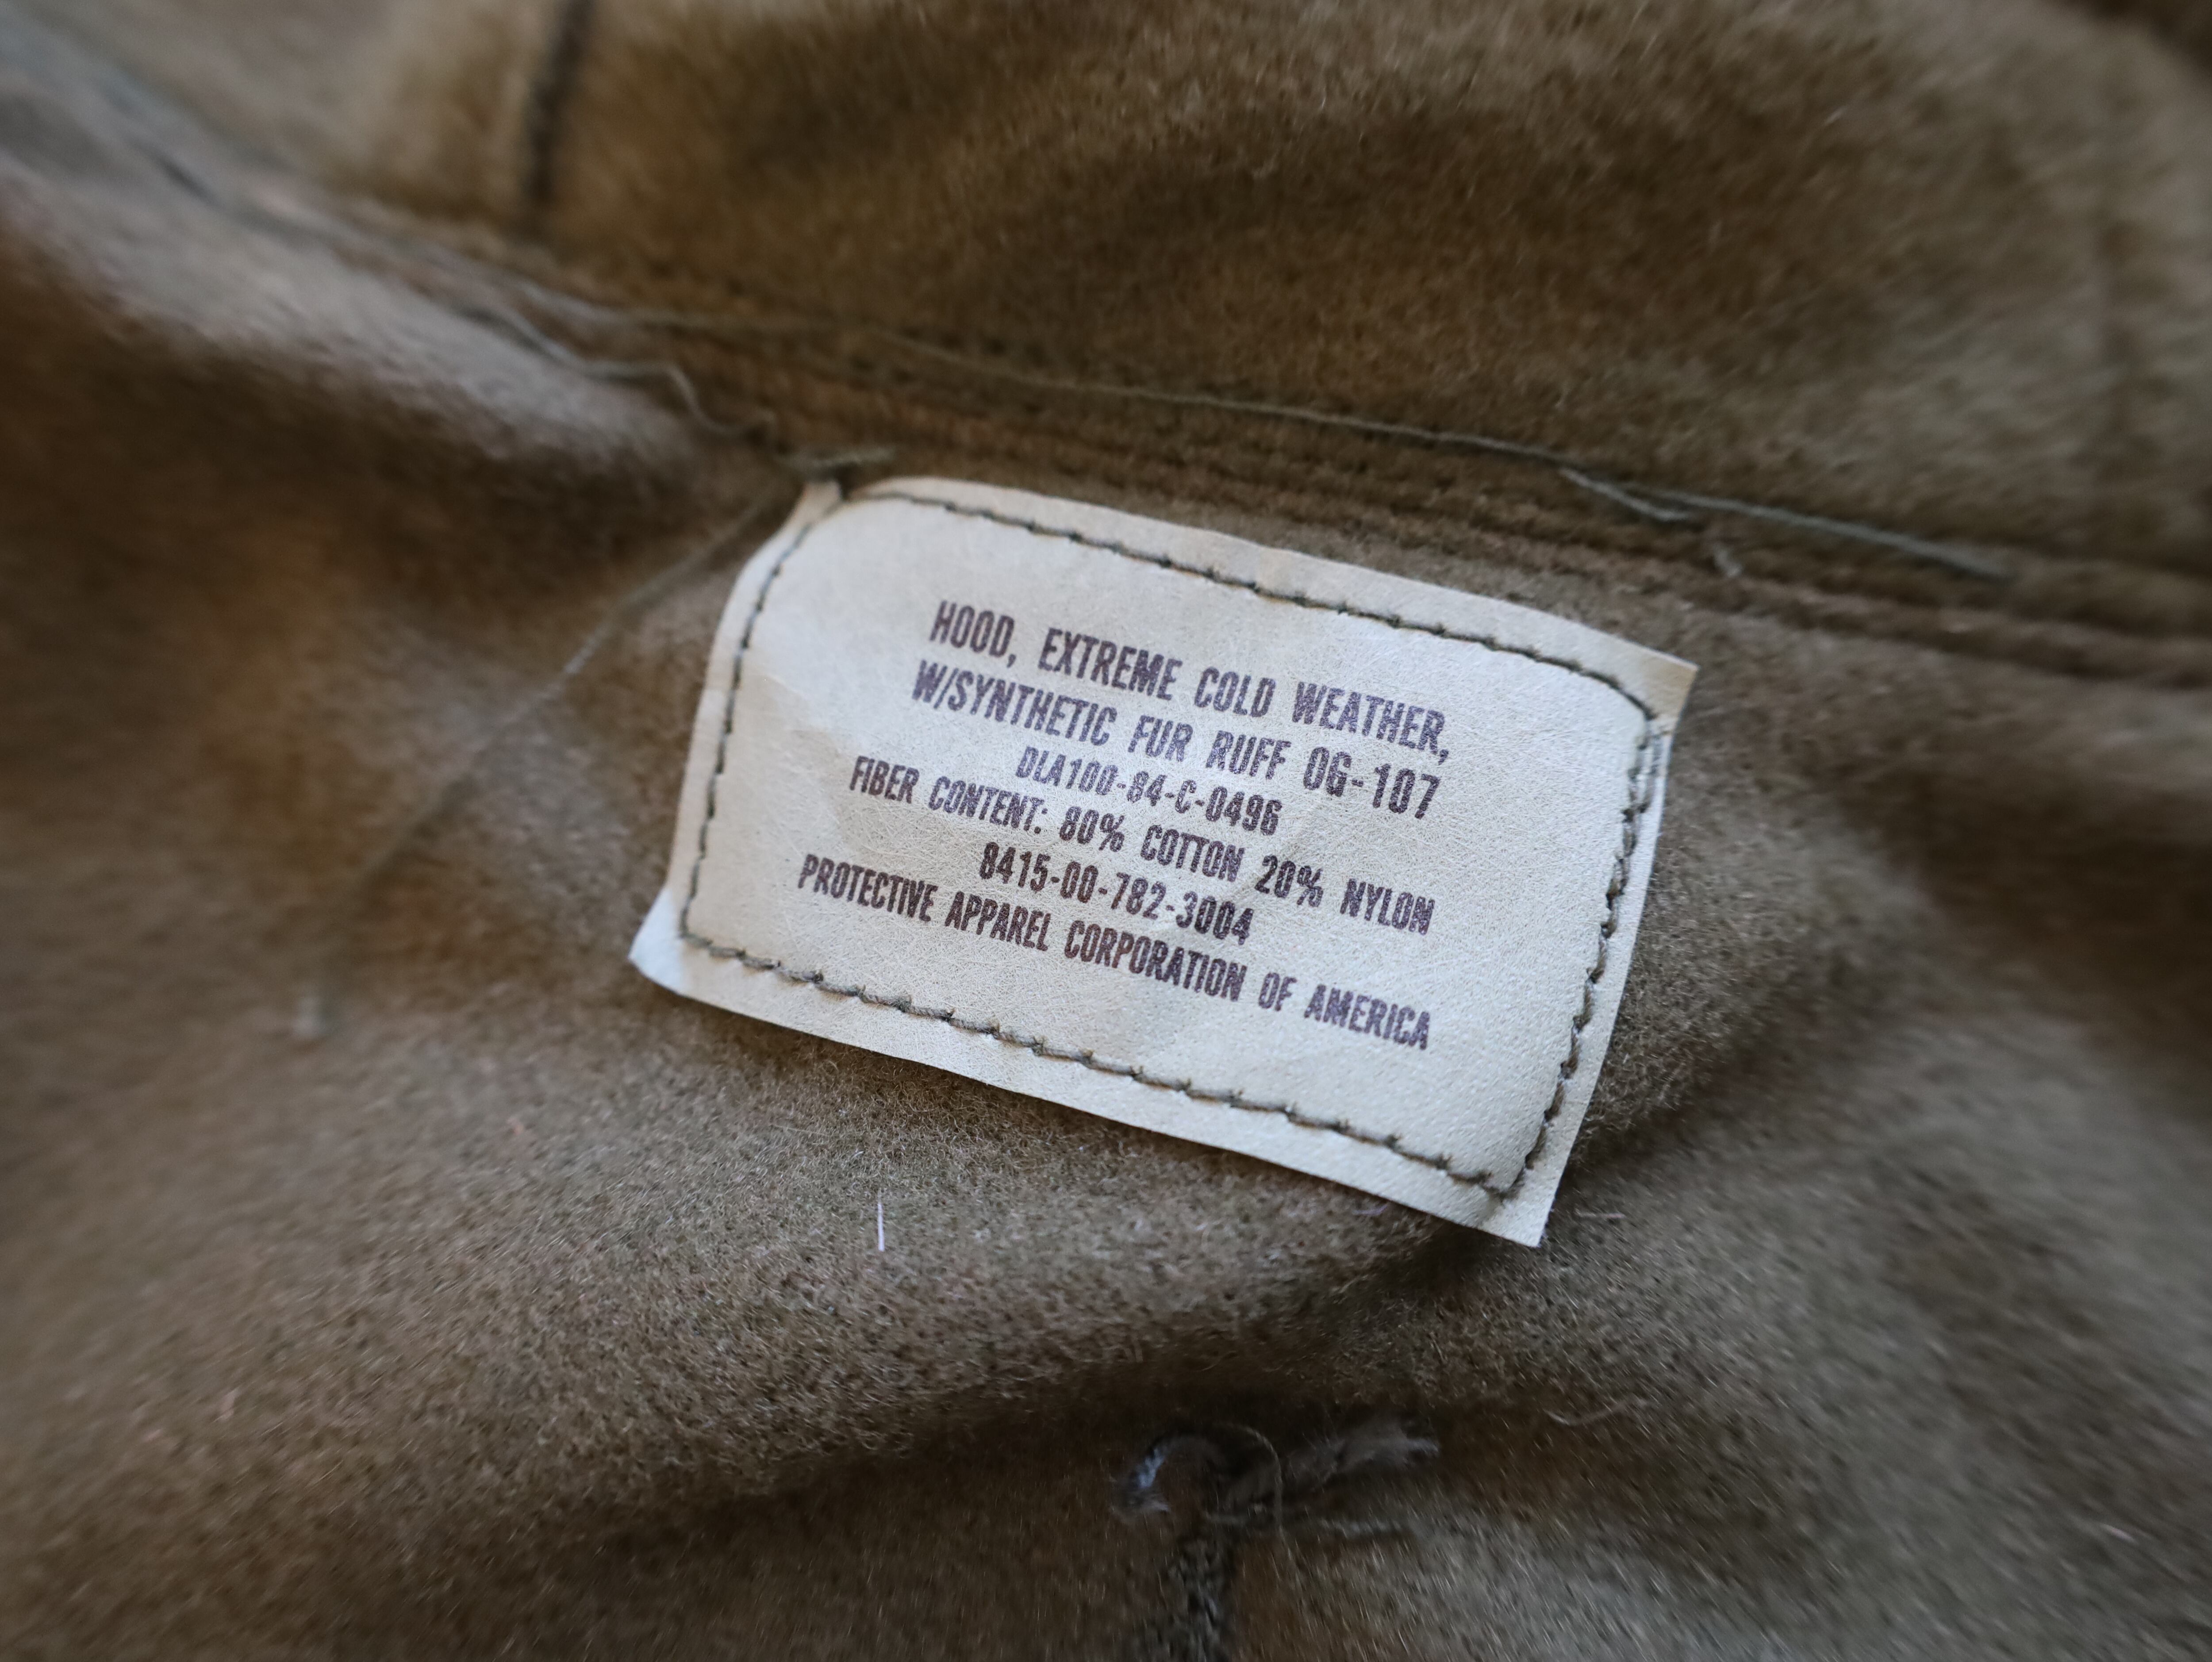 HOOD, EXTREME COLD WEATHER,
W/SYNTHETIC FUR RUFF OG-107
DLA100-84-C-0496
FIBER CONTENT: 80% COTTON 20% NYLON
8415-00-782-3004
PROTECTIVE APPAREL CORPORATION OF AMERICA